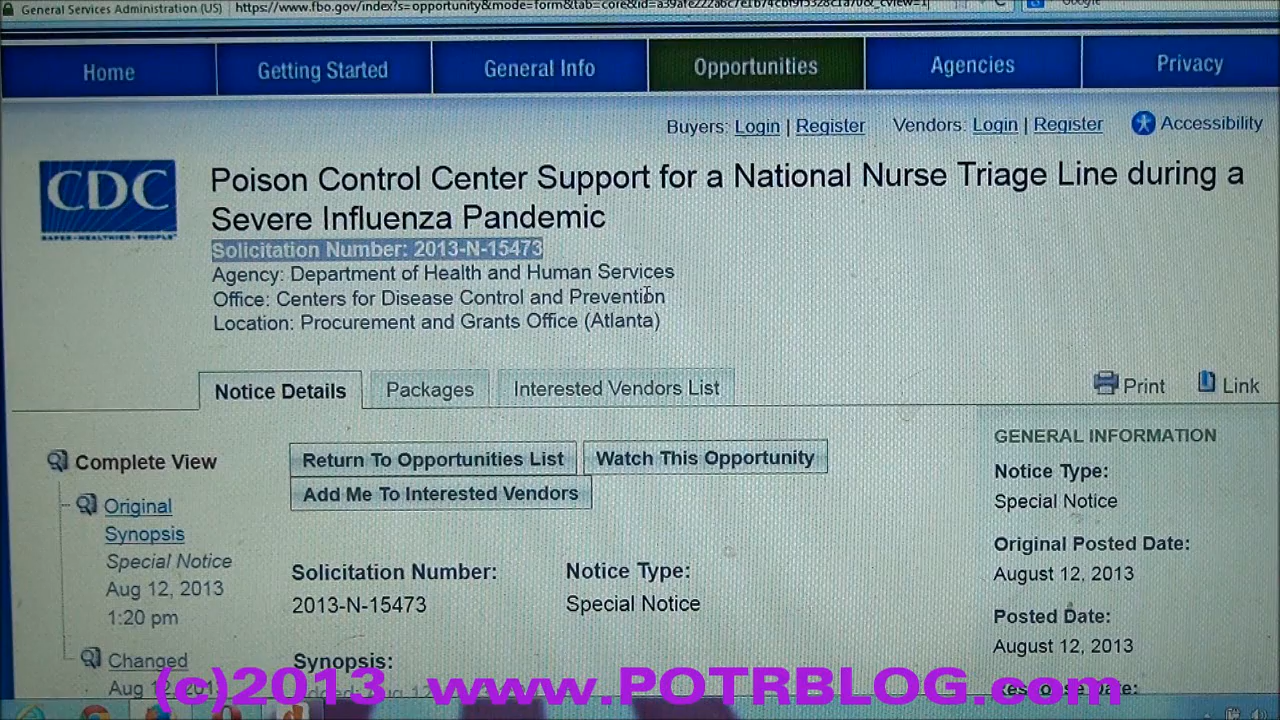 General Services Administration (US)
Home
Getting Started
General Info
Opportunities
Agencies
Privacy
Buyers: Login | Register
Vendors: Login | Register
Accessibility
CDC
SAFER·HEALTHIER·PEOPLE™
Poison Control Center Support for a National Nurse Triage Line during a
Severe Influenza Pandemic
Solicitation Number: 2013-N-15473
Agency: Department of Health and Human Services
Office: Centers for Disease Control and Prevention
Location: Procurement and Grants Office (Atlanta)
Notice Details
Packages
Interested Vendors List
Print
Link
Complete View
Original
Synopsis
Special Notice
Aug 12, 2013
1:20 pm
Changed
Return To Opportunities List
Watch This Opportunity
Add Me To Interested Vendors
Solicitation Number:
2013-N-15473
Notice Type:
Special Notice
Synopsis:
GENERAL INFORMATION
Notice Type:
Special Notice
Original Posted Date:
August 12, 2013
Posted Date:
August 12, 2013
Response Date:
(c)2013 www.POTRBLOG.com